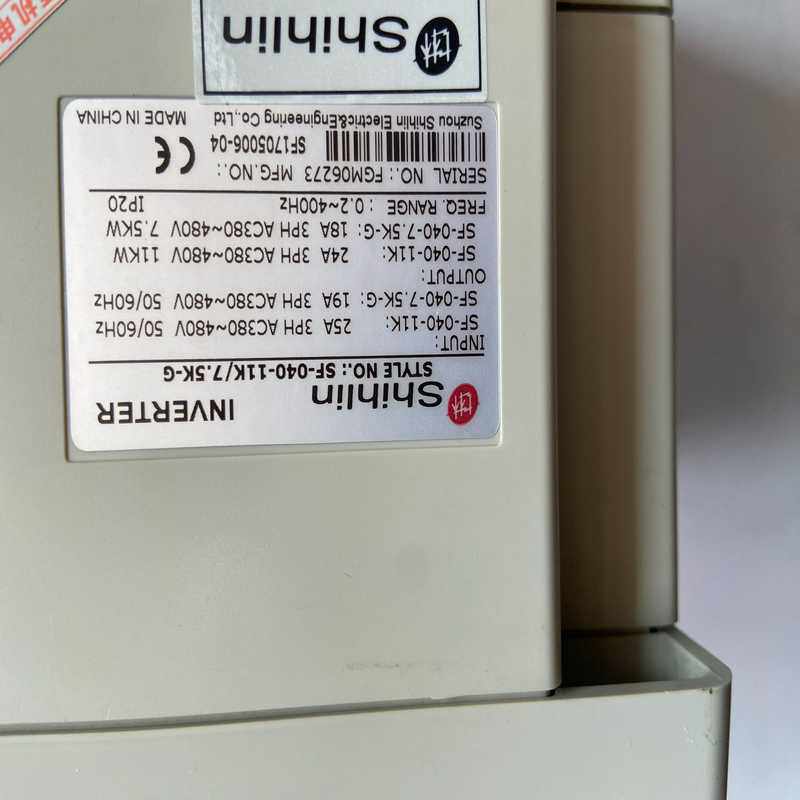 Shihlin
INVERTER
STYLE NO.: SF-040-11K/7.5K-G
INPUT:
SF-040-11K: 25A 3PH AC380~480V 50/60Hz
SF-040-7.5K-G: 19A 3PH AC380~480V 50/60Hz
OUTPUT:
SF-040-11K: 24A 3PH AC380~480V 11KW
SF-040-7.5K-G: 18A 3PH AC380~480V 7.5KW
FREQ. RANGE : 0.2~400Hz IP20
SERIAL NO.: FGM06273 MFG.NO.:
SF1705006-04 CE
Suzhou Shihlin Electric&Engineering Co.,Ltd MADE IN CHINA
Shihlin
机电